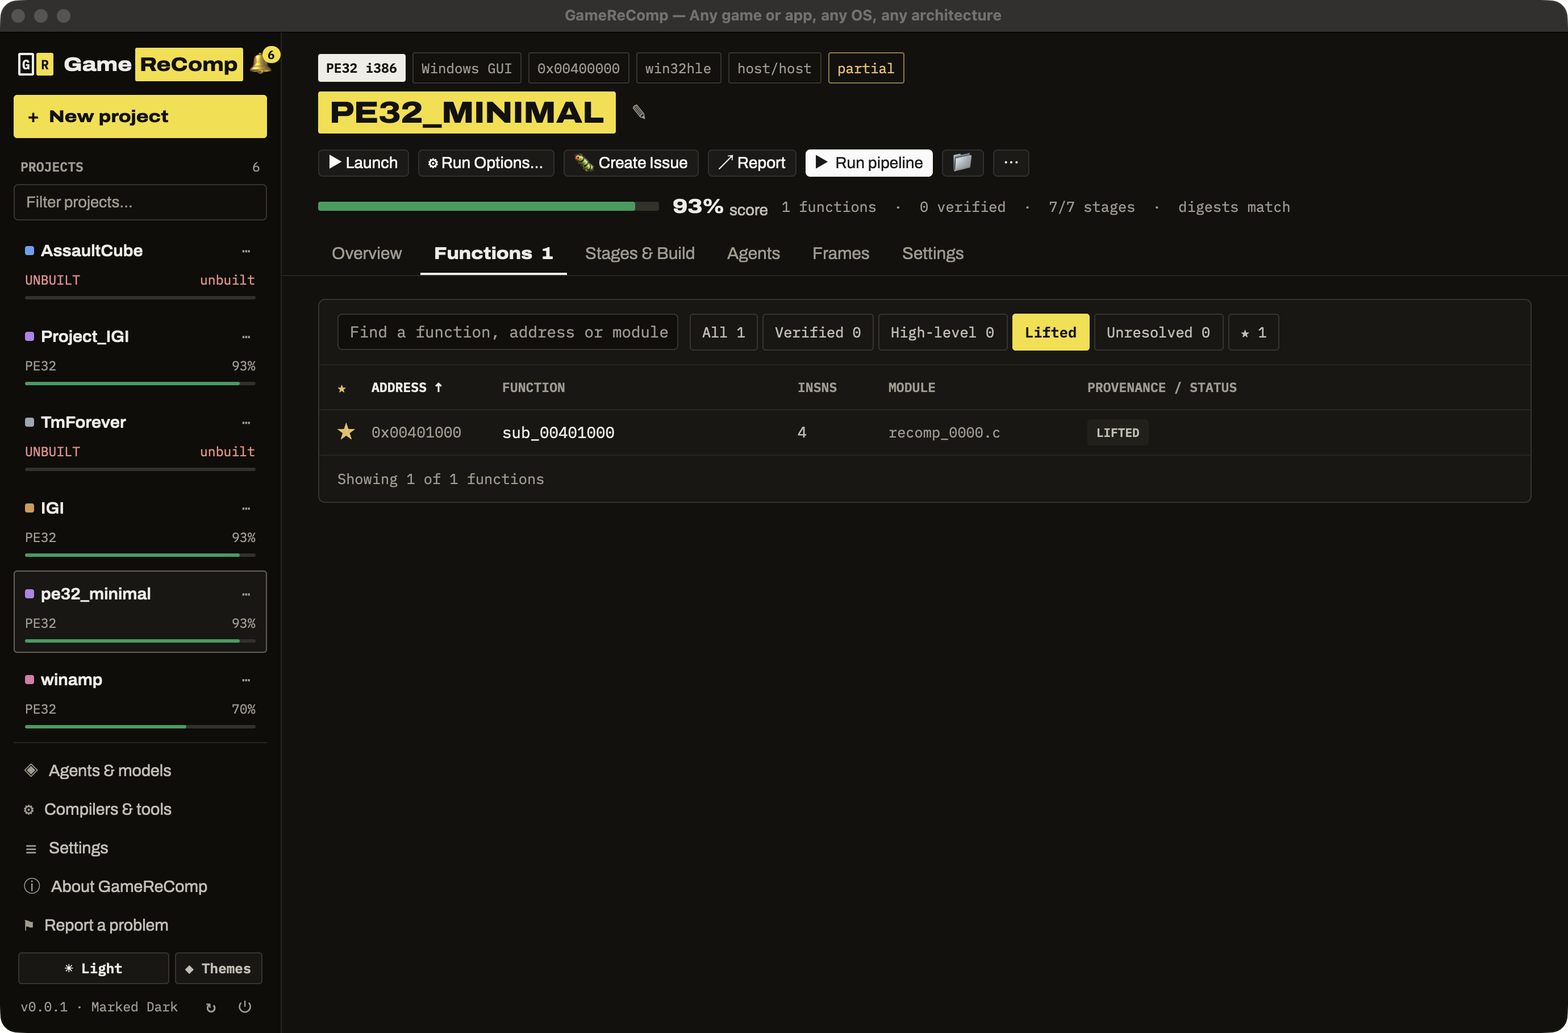 GameReComp — Any game or app, any OS, any architecture
GR Game ReComp 6
+ New project
PROJECTS 6
Filter projects...
AssaultCube ...
UNBUILT unbuilt
Project_IGI ...
PE32 93%
TmForever ...
UNBUILT unbuilt
IGI ...
PE32 93%
pe32_minimal ...
PE32 93%
winamp ...
PE32 70%
Agents & models
Compilers & tools
Settings
About GameReComp
Report a problem
Light Themes
v0.0.1 · Marked Dark
PE32 i386 Windows GUI 0x00400000 win32hle host/host partial
PE32_MINIMAL
Launch Run Options... Create Issue Report Run pipeline ...
93% score 1 functions · 0 verified · 7/7 stages · digests match
Overview Functions 1 Stages & Build Agents Frames Settings
Find a function, address or module All 1 Verified 0 High-level 0 Lifted Unresolved 0 ★ 1
★ ADDRESS ↑ FUNCTION INSNS MODULE PROVENANCE / STATUS
★ 0x00401000 sub_00401000 4 recomp_0000.c LIFTED
Showing 1 of 1 functions